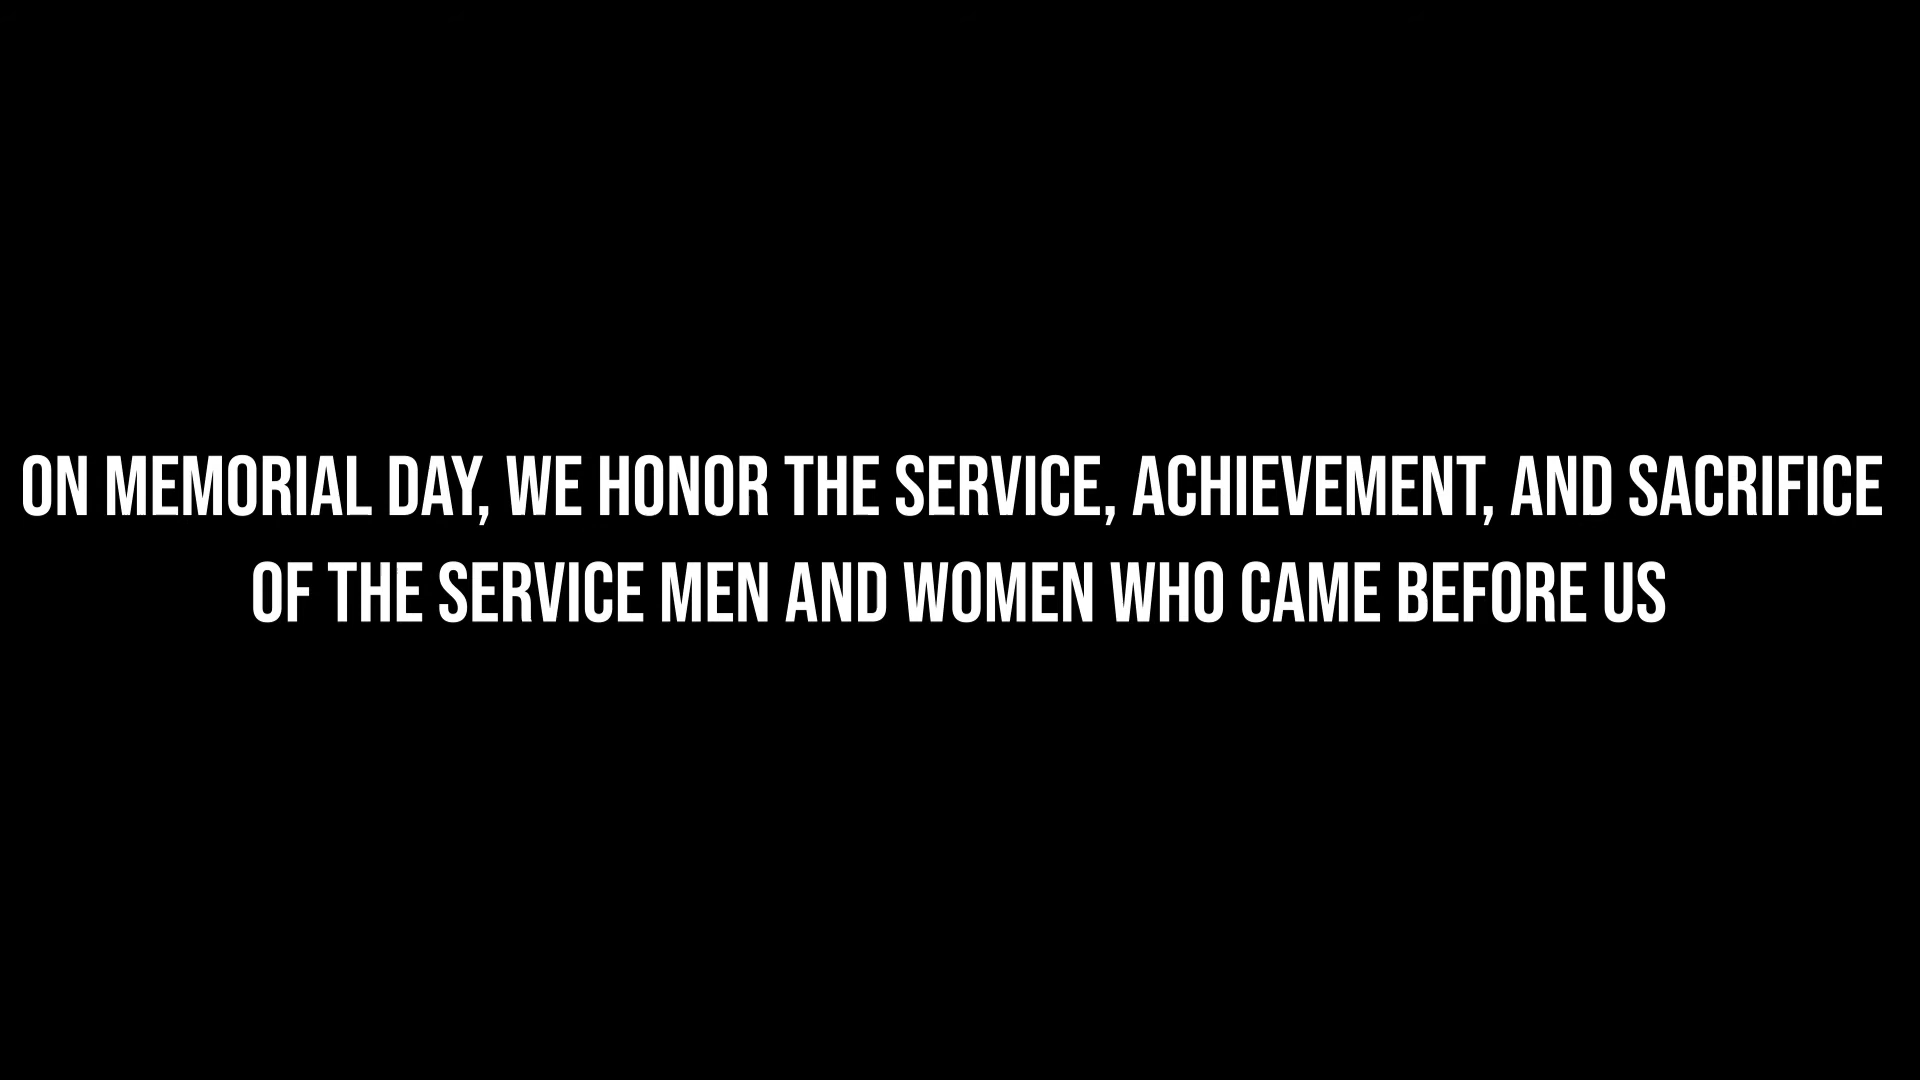 ON MEMORIAL DAY, WE HONOR THE SERVICE, ACHIEVEMENT, AND SACRIFICE
OF THE SERVICE MEN AND WOMEN WHO CAME BEFORE US